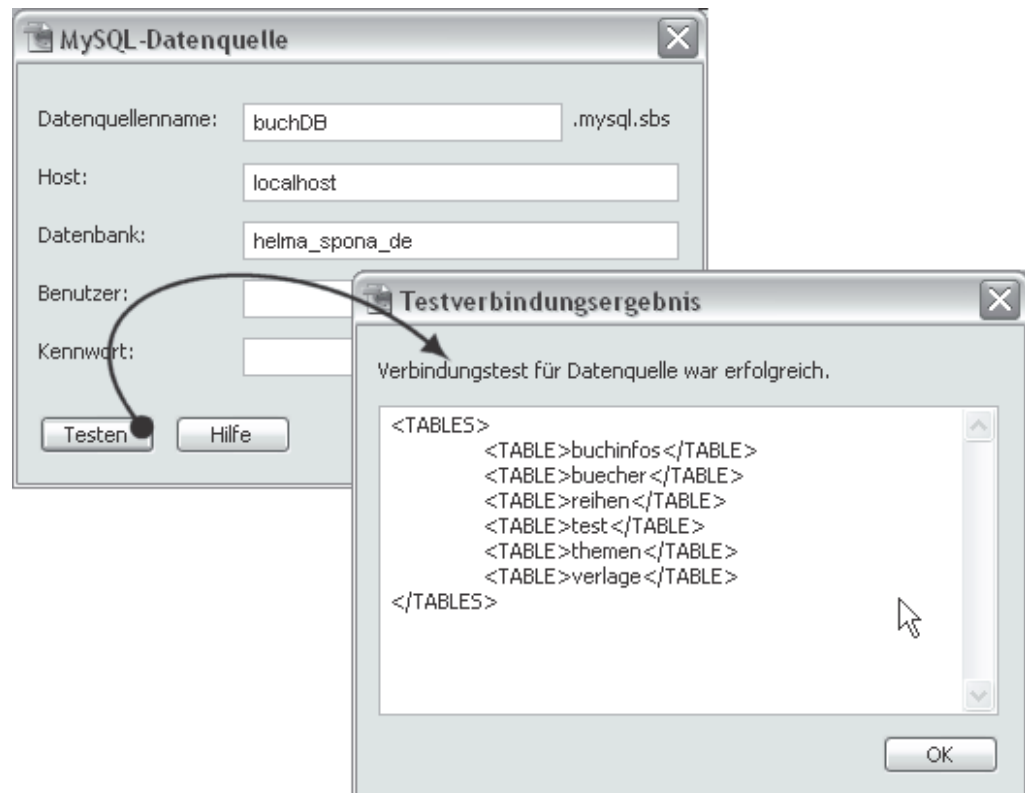 MySQL-Datenquelle
Datenquellenname: buchDB .mysql.sbs
Host: localhost
Datenbank: helma_spona_de
Benutzer:
Kennwort:
Testen Hilfe
Testverbindungsergebnis
Verbindungstest für Datenquelle war erfolgreich.
<TABLES>
<TABLE>buchinfos</TABLE>
<TABLE>buecher</TABLE>
<TABLE>reihen</TABLE>
<TABLE>test</TABLE>
<TABLE>themen</TABLE>
<TABLE>verlage</TABLE>
</TABLES>
OK